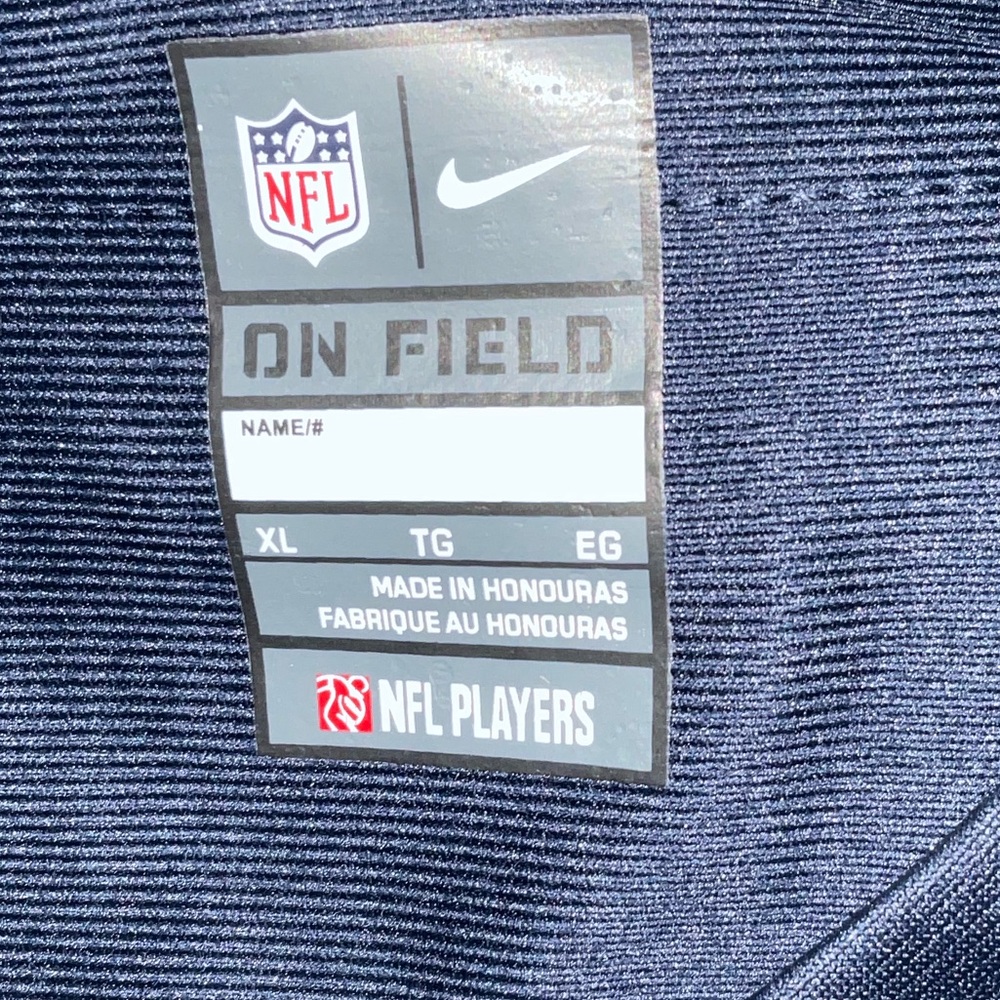 NFL
ON FIELD
NAME/#
XL TG EG
MADE IN HONOURAS
FABRIQUE AU HONOURAS
NFL PLAYERS